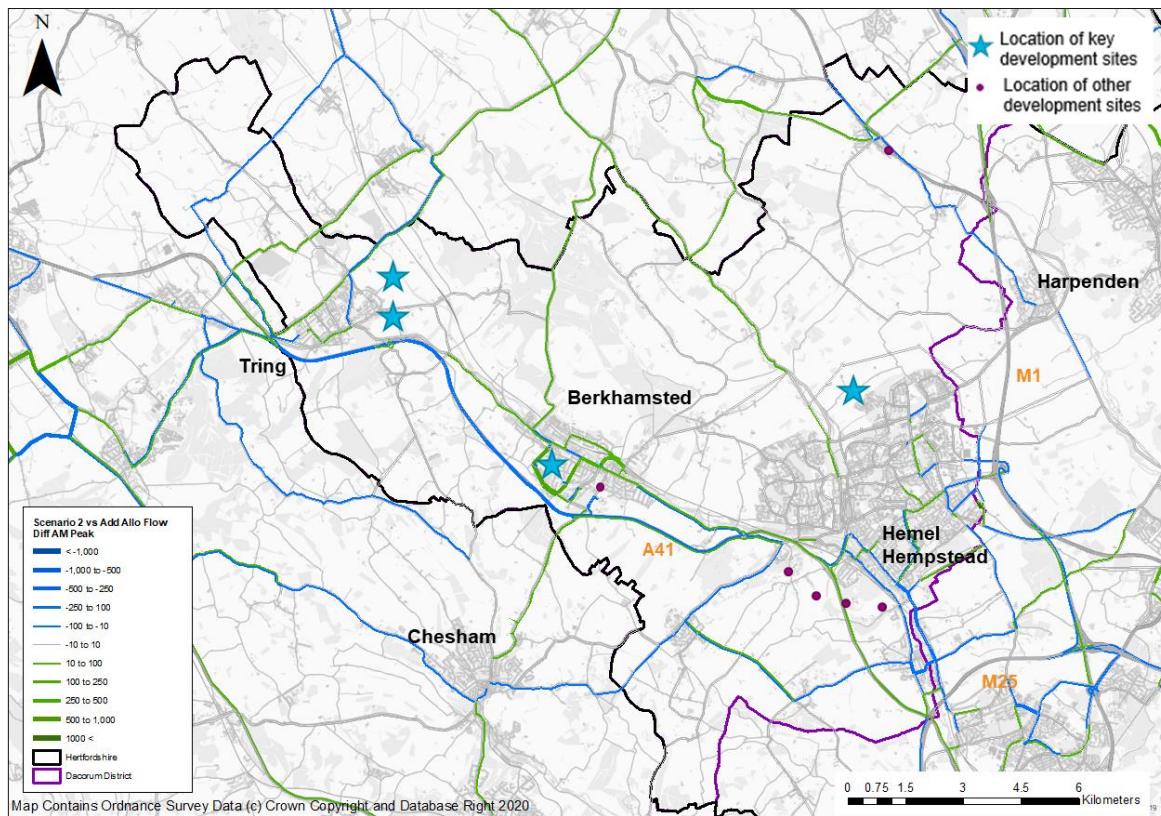 N
Location of key
development sites
Location of other
development sites
Harpenden
M1
Tring
Berkhamsted
Hemel
Hempstead
A41
Chesham
M25
Scenario 2 vs Add Allo Flow
Diff AM Peak
< -1,000
-1,000 to -500
-500 to -250
-250 to 100
-100 to -10
-10 to 10
10 to 100
100 to 250
250 to 500
500 to 1,000
1000 <
Hertfordshire
Dacorum District
0 0.75 1.5 3 4.5 6
Kilometers
Map Contains Ordnance Survey Data (c) Crown Copyright and Database Right 2020
19